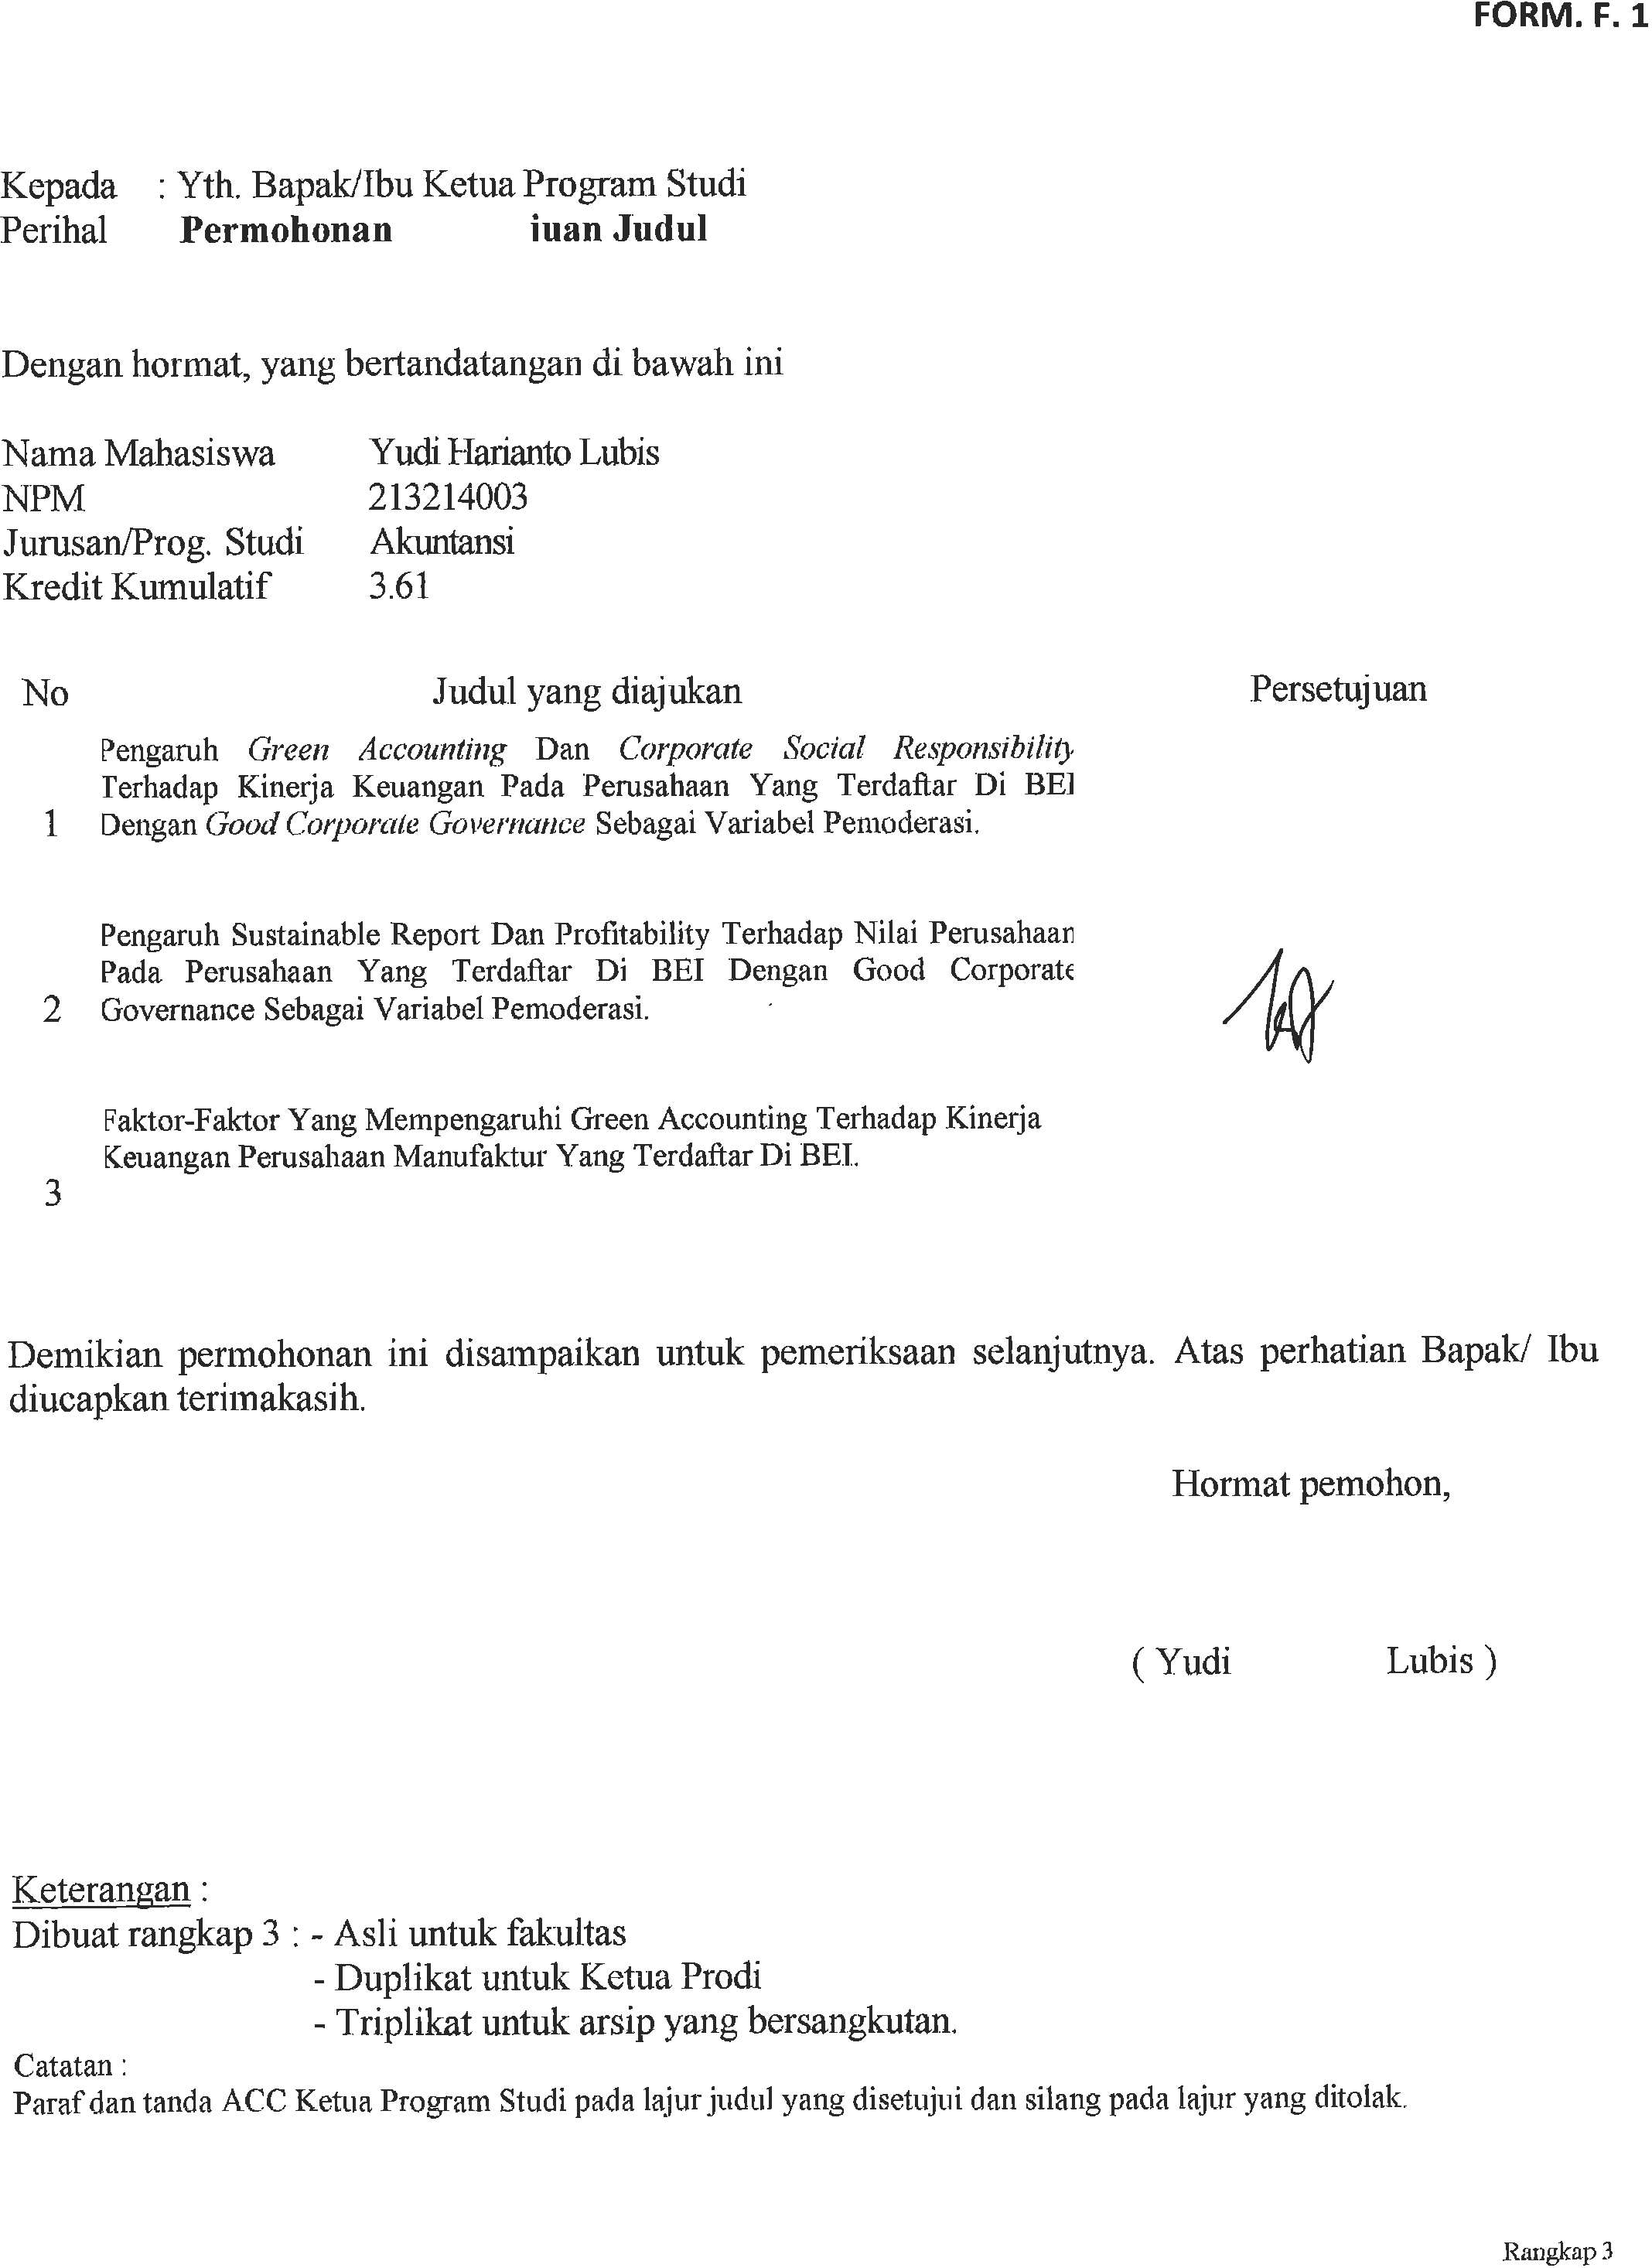 FORM. F. 1
Kepada : Yth. Bapak/Ibu Ketua Program Studi
Perihal Permohonan iuan Judul
Dengan hormat, yang bertandatangan di bawah ini
Nama Mahasiswa Yudi Harianto Lubis
NPM 213214003
Jurusan/Prog. Studi Akuntansi
Kredit Kumulatif 3.61
No Judul yang diajukan Persetujuan
Pengaruh Green Accounting Dan Corporate Social Responsibility
Terhadap Kinerja Keuangan Pada Perusahaan Yang Terdaftar Di BEI
1 Dengan Good Corporate Governance Sebagai Variabel Pemoderasi.
Pengaruh Sustainable Report Dan Profitability Terhadap Nilai Perusahaan
Pada Perusahaan Yang Terdaftar Di BEI Dengan Good Corporate
2 Governance Sebagai Variabel Pemoderasi.
Faktor-Faktor Yang Mempengaruhi Green Accounting Terhadap Kinerja
Keuangan Perusahaan Manufaktur Yang Terdaftar Di BEI.
3
Demikian permohonan ini disampaikan untuk pemeriksaan selanjutnya. Atas perhatian Bapak/ Ibu
diucapkan terimakasih.
Hormat pemohon,
( Yudi Lubis )
Keterangan :
Dibuat rangkap 3 : - Asli untuk fakultas
- Duplikat untuk Ketua Prodi
- Triplikat untuk arsip yang bersangkutan.
Catatan :
Paraf dan tanda ACC Ketua Program Studi pada lajur judul yang disetujui dan silang pada lajur yang ditolak.
Rangkap 3